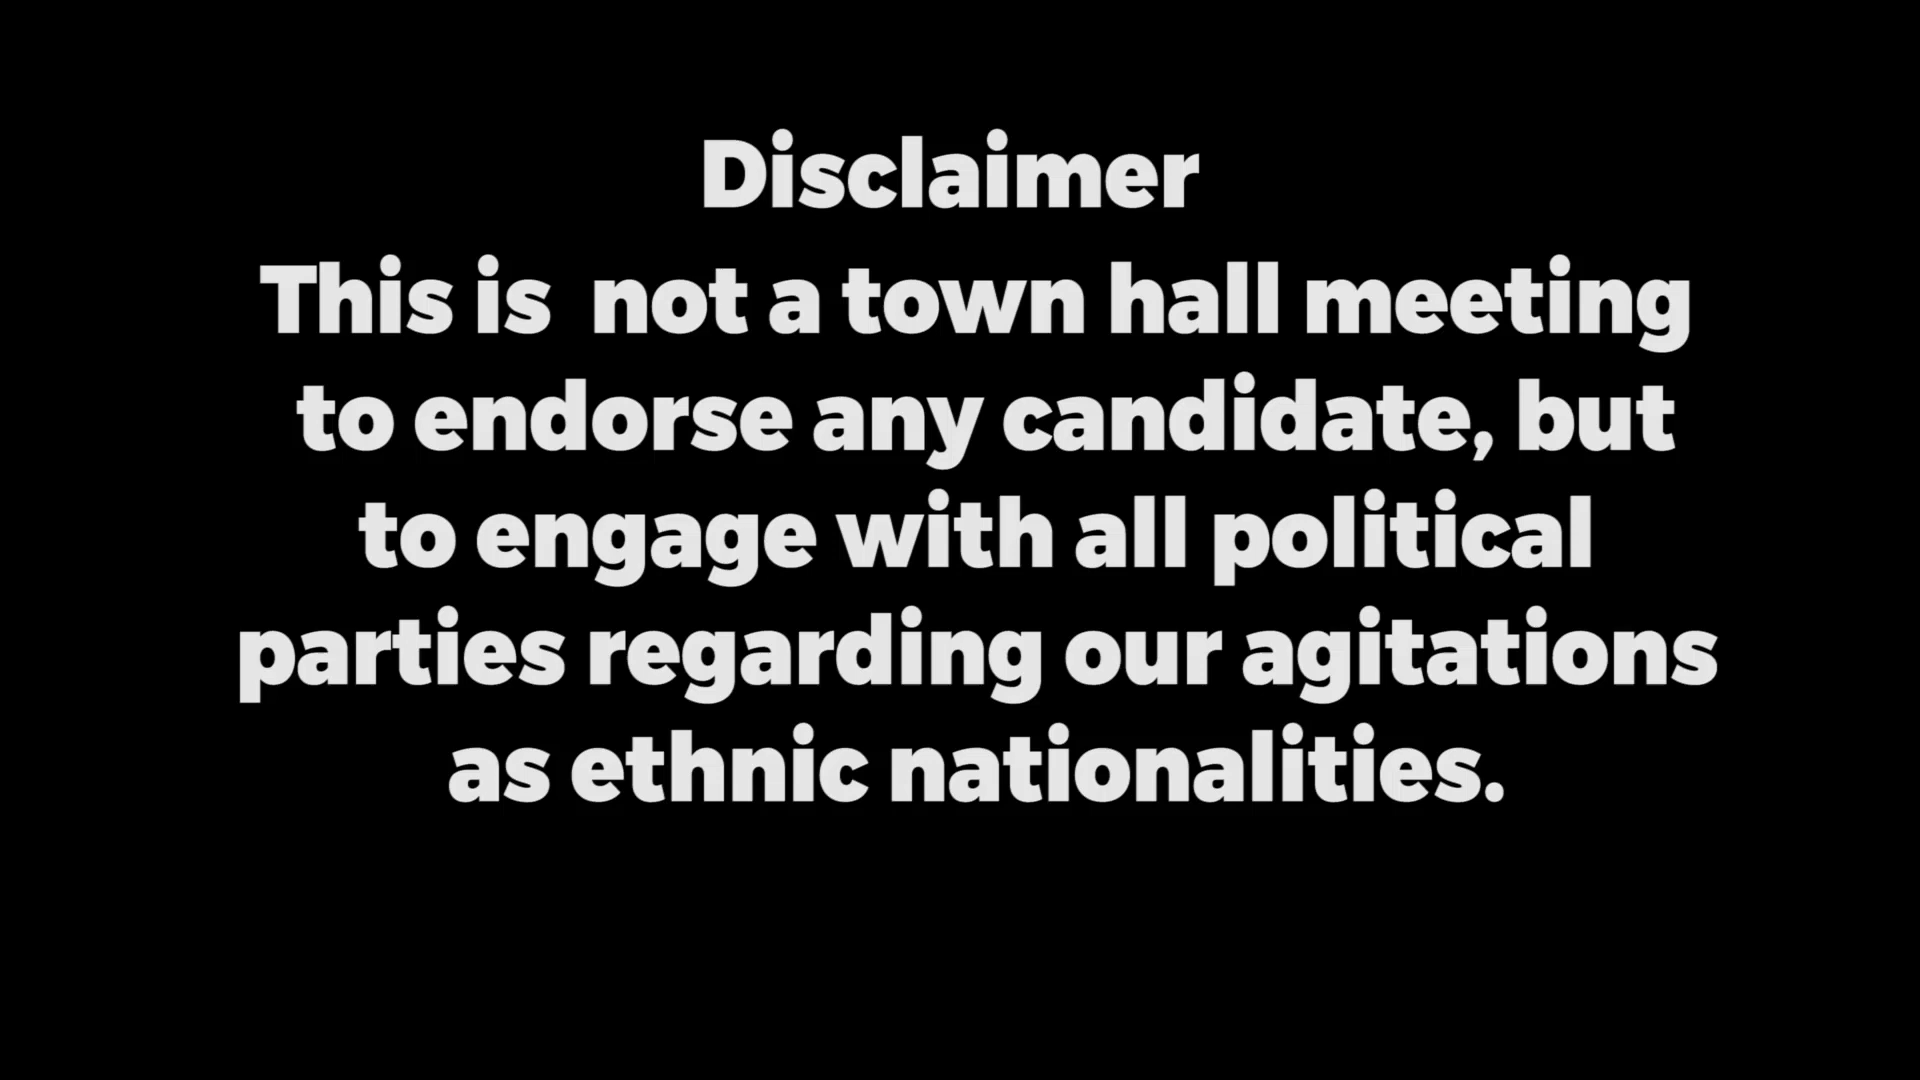 Disclaimer
This is  not a town hall meeting
to endorse any candidate, but
to engage with all political
parties regarding our agitations
as ethnic nationalities.